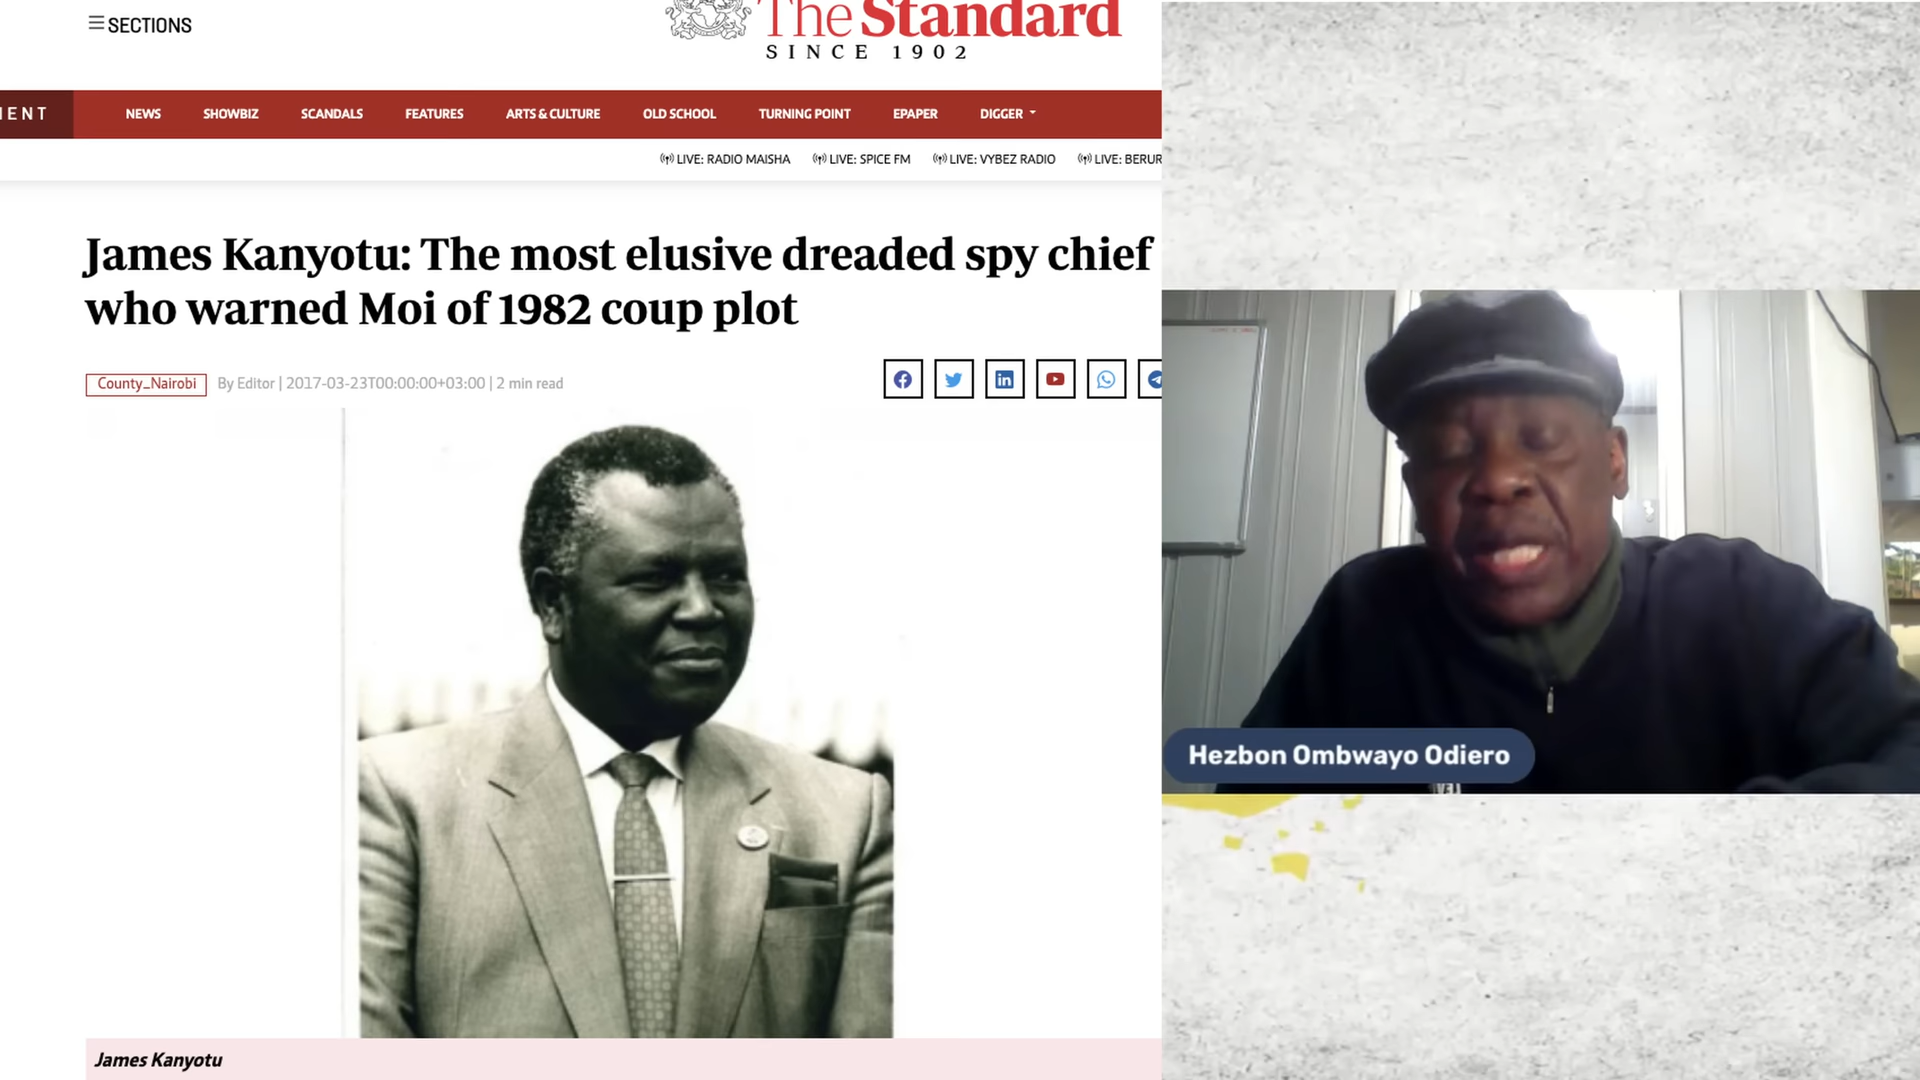 SECTIONS
The Standard
SINCE 1902
NEWS SHOWBIZ SCANDALS FEATURES ARTS & CULTURE OLD SCHOOL TURNING POINT EPAPER DIGGER
LIVE: RADIO MAISHA LIVE: SPICE FM LIVE: VYBEZ RADIO LIVE: BERUR
James Kanyotu: The most elusive dreaded spy chief
who warned Moi of 1982 coup plot
County_Nairobi By Editor | 2017-03-23T00:00:00+03:00 | 2 min read
James Kanyotu
Hezbon Ombwayo Odiero